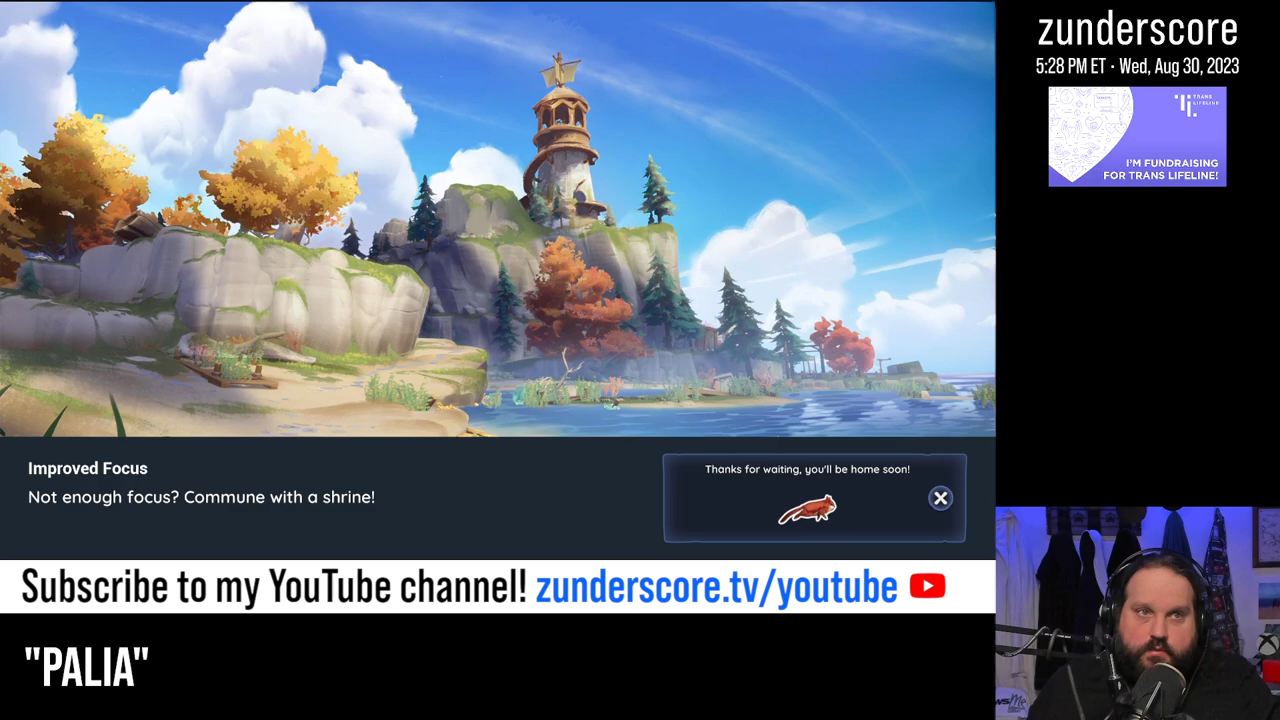 zunderscore
5:28 PM ET · Wed, Aug 30, 2023
TRANS
LIFELINE
I'M FUNDRAISING
FOR TRANS LIFELINE!
Improved Focus
Not enough focus? Commune with a shrine!
Thanks for waiting, you'll be home soon!
Subscribe to my YouTube channel! zunderscore.tv/youtube
"PALIA"